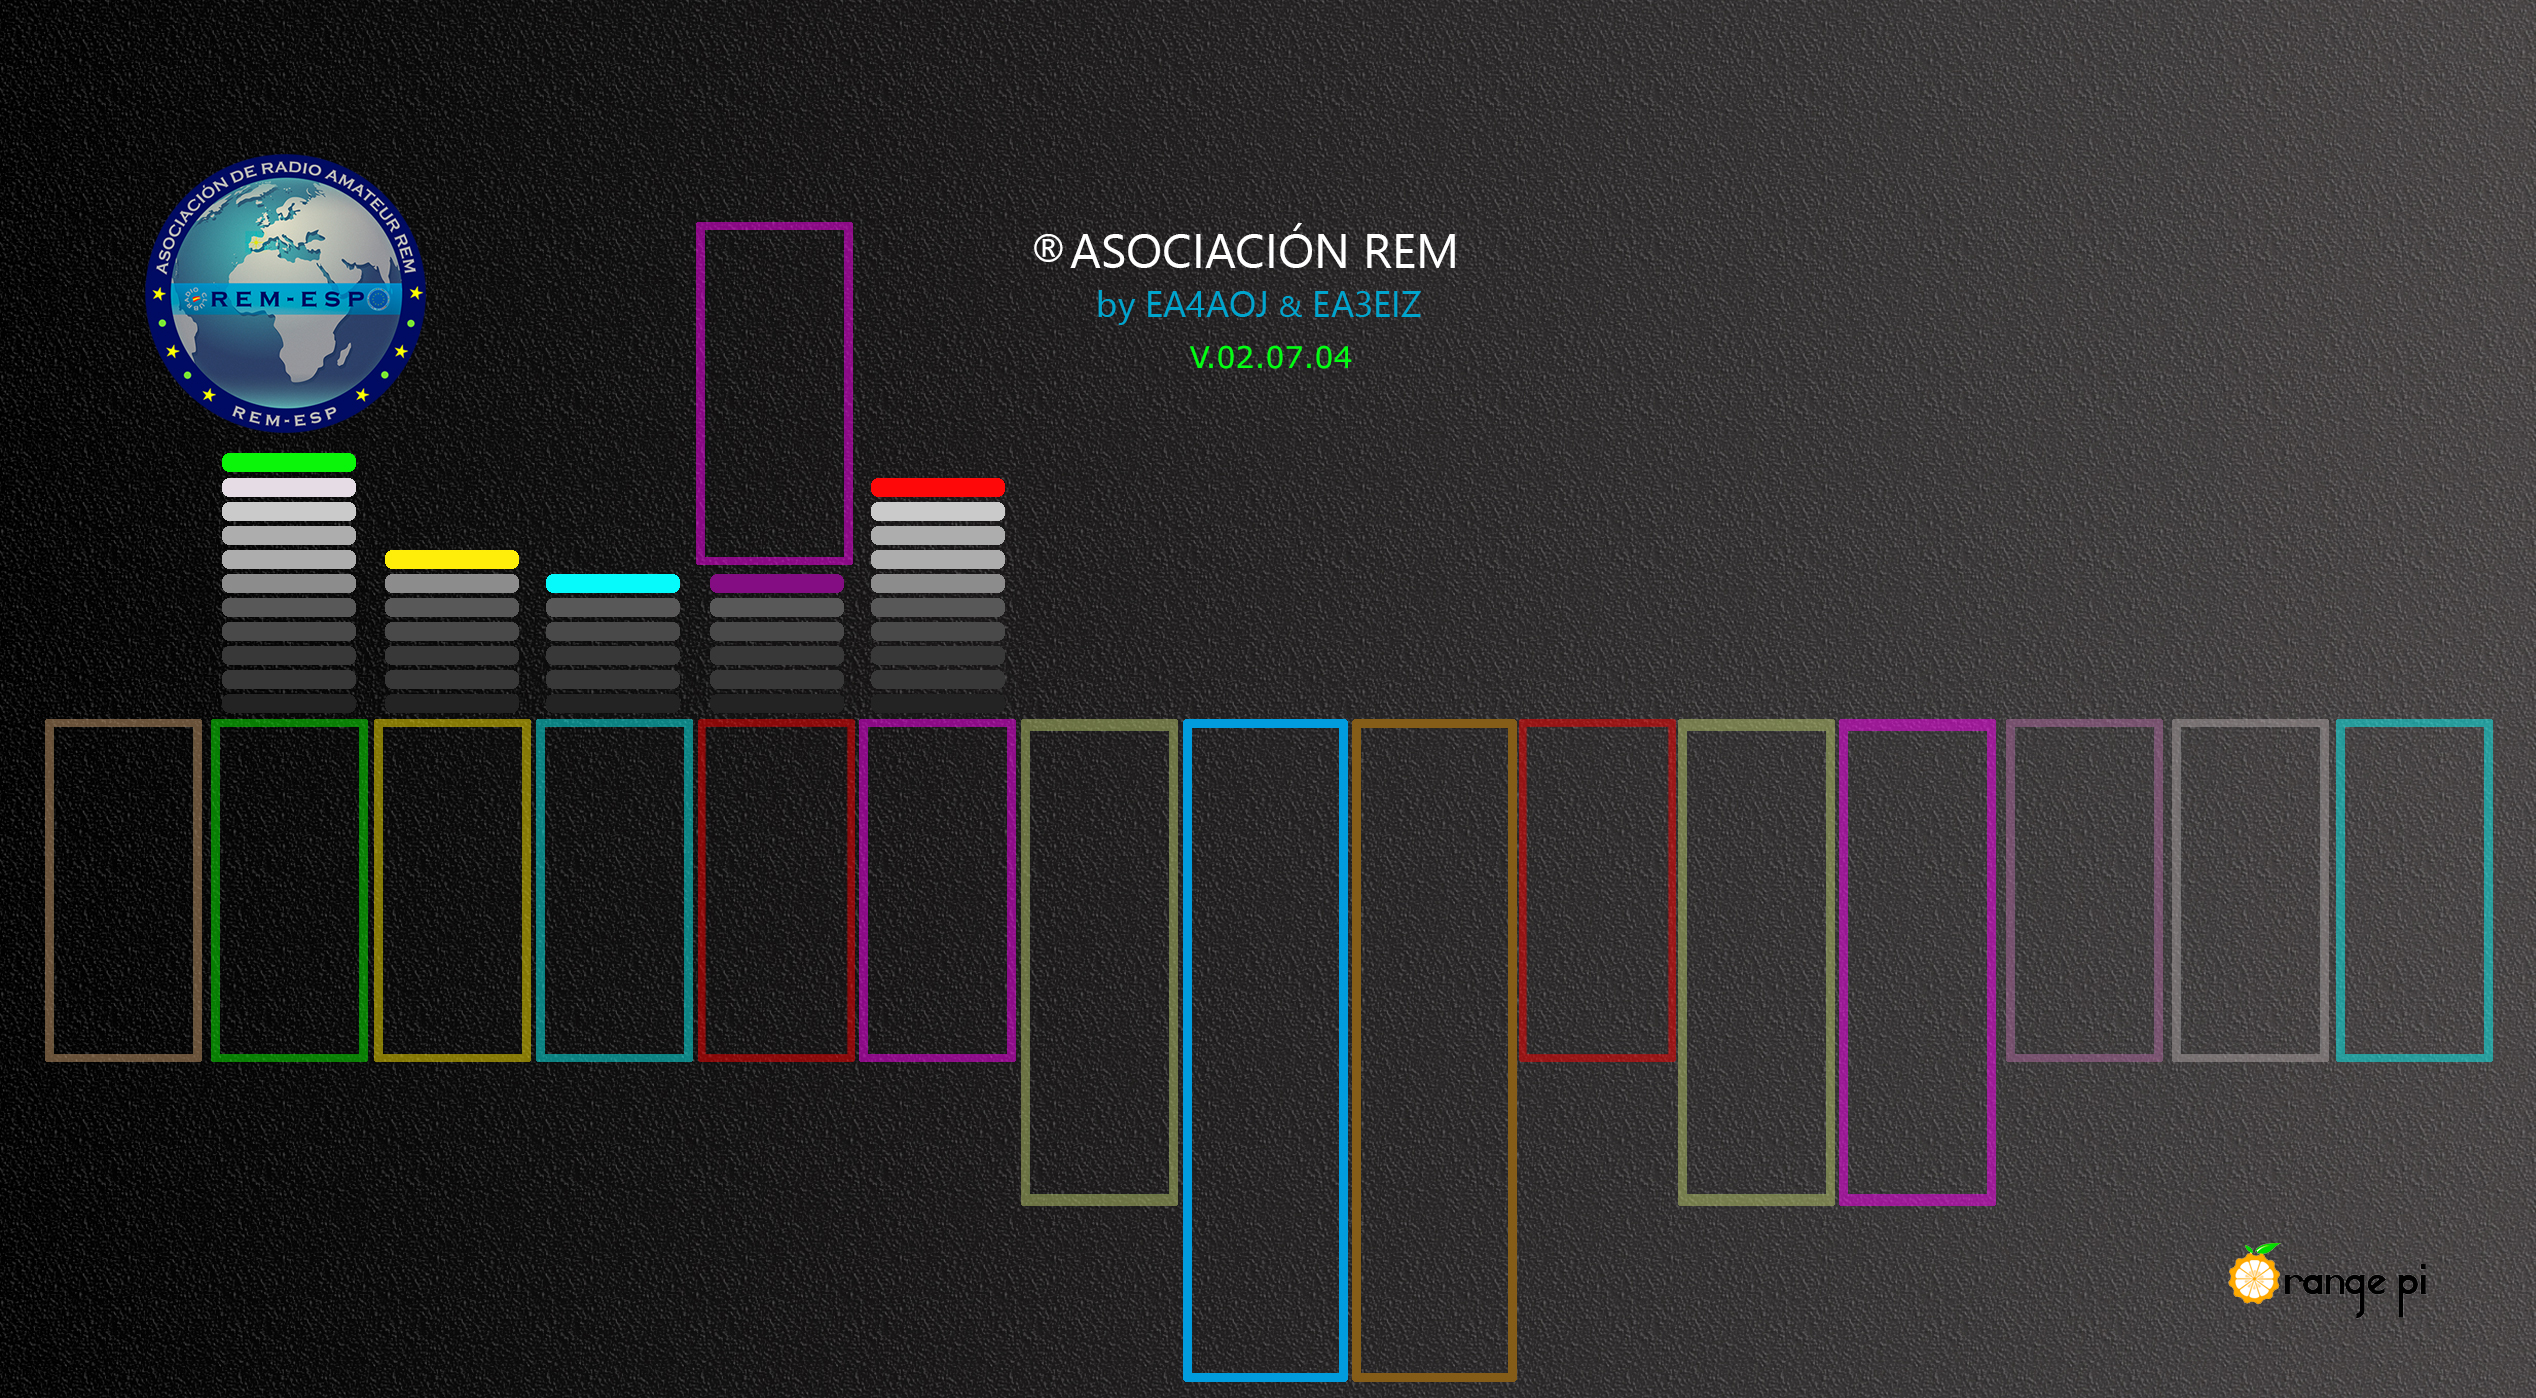 ASOCIACIÓN DE RADIO AMATEUR REM
REM-ESP
REM-ESP
® ASOCIACIÓN REM
by EA4AOJ & EA3EIZ
V.02.07.04
range pi